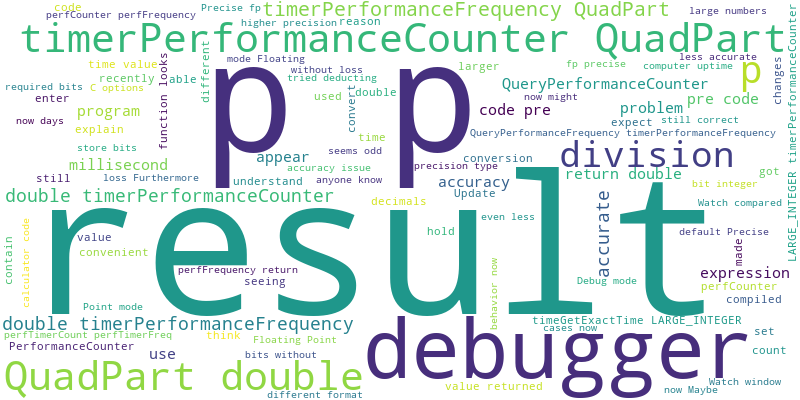 code
perfCounter perfFrequency
Precise fp
timerPerformanceFrequency QuadPart
large numbers
higher precision
reason
timerPerformanceCounter QuadPart
time value
mode Floating
without loss
larger
fp precise
less accurate
computer uptime
recently
able
different
function looks
tried deducting
p p
p
changes
LARGE_INTEGER timerPerformanceCounter
required bits
C options
enter
used
convert
double
QueryPerformanceCounter
now might
pre code
program
code pre
problem
still correct
now days
explain
time
expect
QueryPerformanceFrequency timerPerformanceFrequency
store bits
seems odd
millisecond
appear
division
still
loss Furthermore
accuracy issue
precision type
conversion
return double
got
understand
anyone know
accuracy
Update
bit integer
double timerPerformanceCounter
decimals
Watch compared
result
hold
even less
accurate
default Precise
contain
calculator code
value
convenient
made
perfFrequency return
seeing
behavior now
expression
Debug mode
perfCounter
Point mode
compiled
double timerPerformanceFrequency
timeGetExactTime LARGE_INTEGER
set
perfTimerCount perfTimerFreq
think
Floating Point
debugger
cases now
count
PerformanceCounter
use
bits without
QuadPart double
value returned
now Maybe
Watch window
different format